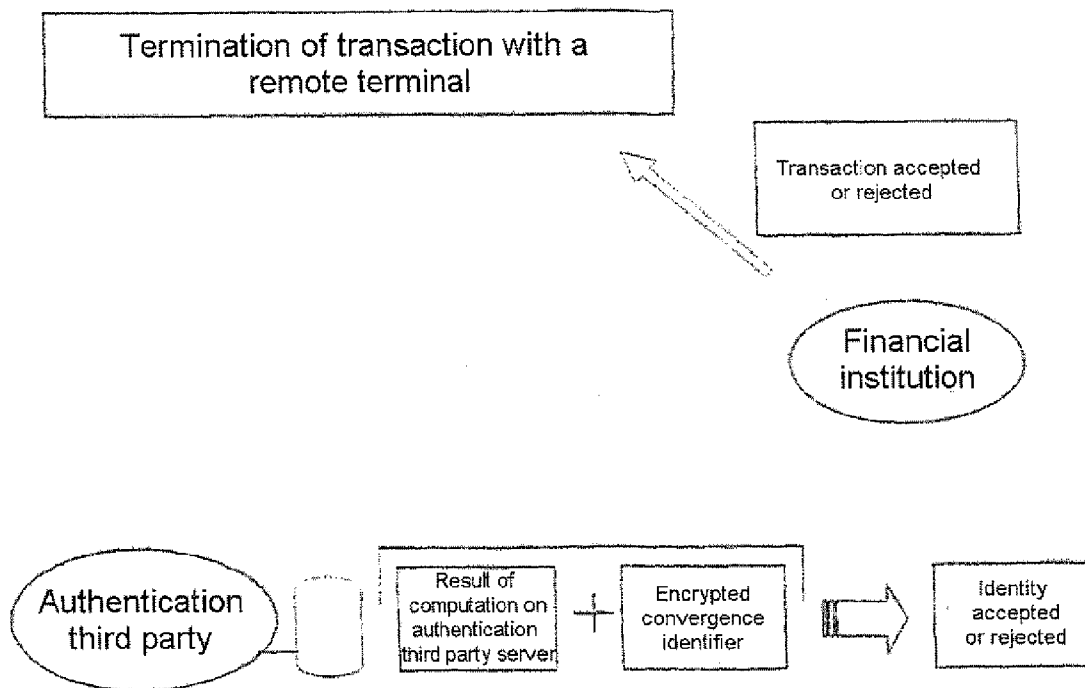 Termination of transaction with a
remote terminal
Transaction accepted
or rejected
Financial
institution
Authentication
third party
Result of
computation on
authentication
third party server
Encrypted
convergence
identifier
Identity
accepted
or rejected